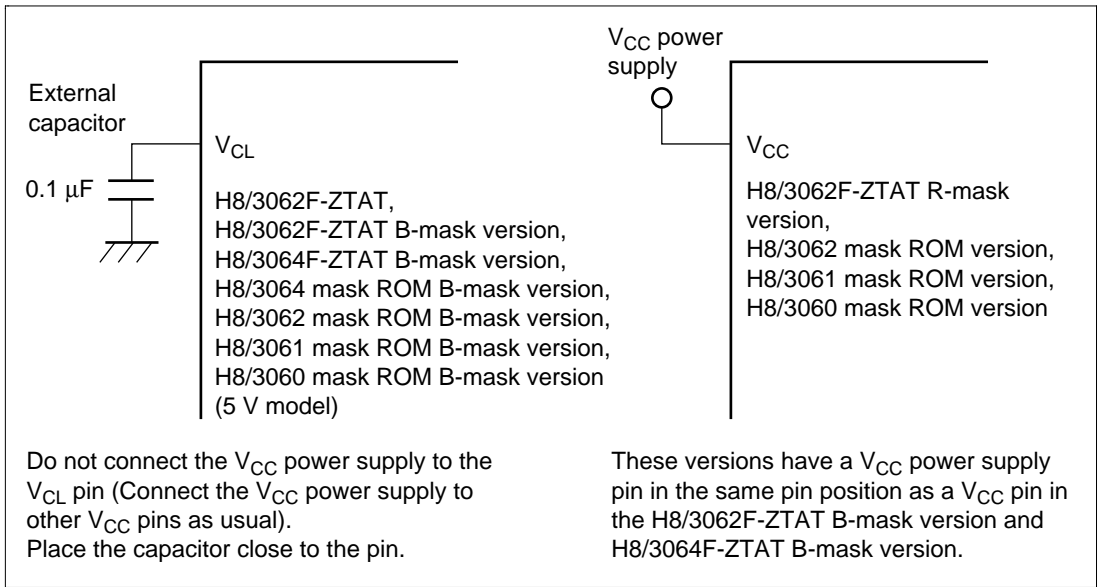 External
capacitor
0.1 μF
V_CL
H8/3062F-ZTAT,
H8/3062F-ZTAT B-mask version,
H8/3064F-ZTAT B-mask version,
H8/3064 mask ROM B-mask version,
H8/3062 mask ROM B-mask version,
H8/3061 mask ROM B-mask version,
H8/3060 mask ROM B-mask version
(5 V model)
Do not connect the V_CC power supply to the
V_CL pin (Connect the V_CC power supply to
other V_CC pins as usual).
Place the capacitor close to the pin.
V_CC power
supply
V_CC
H8/3062F-ZTAT R-mask
version,
H8/3062 mask ROM version,
H8/3061 mask ROM version,
H8/3060 mask ROM version
These versions have a V_CC power supply
pin in the same pin position as a V_CC pin in
the H8/3062F-ZTAT B-mask version and
H8/3064F-ZTAT B-mask version.